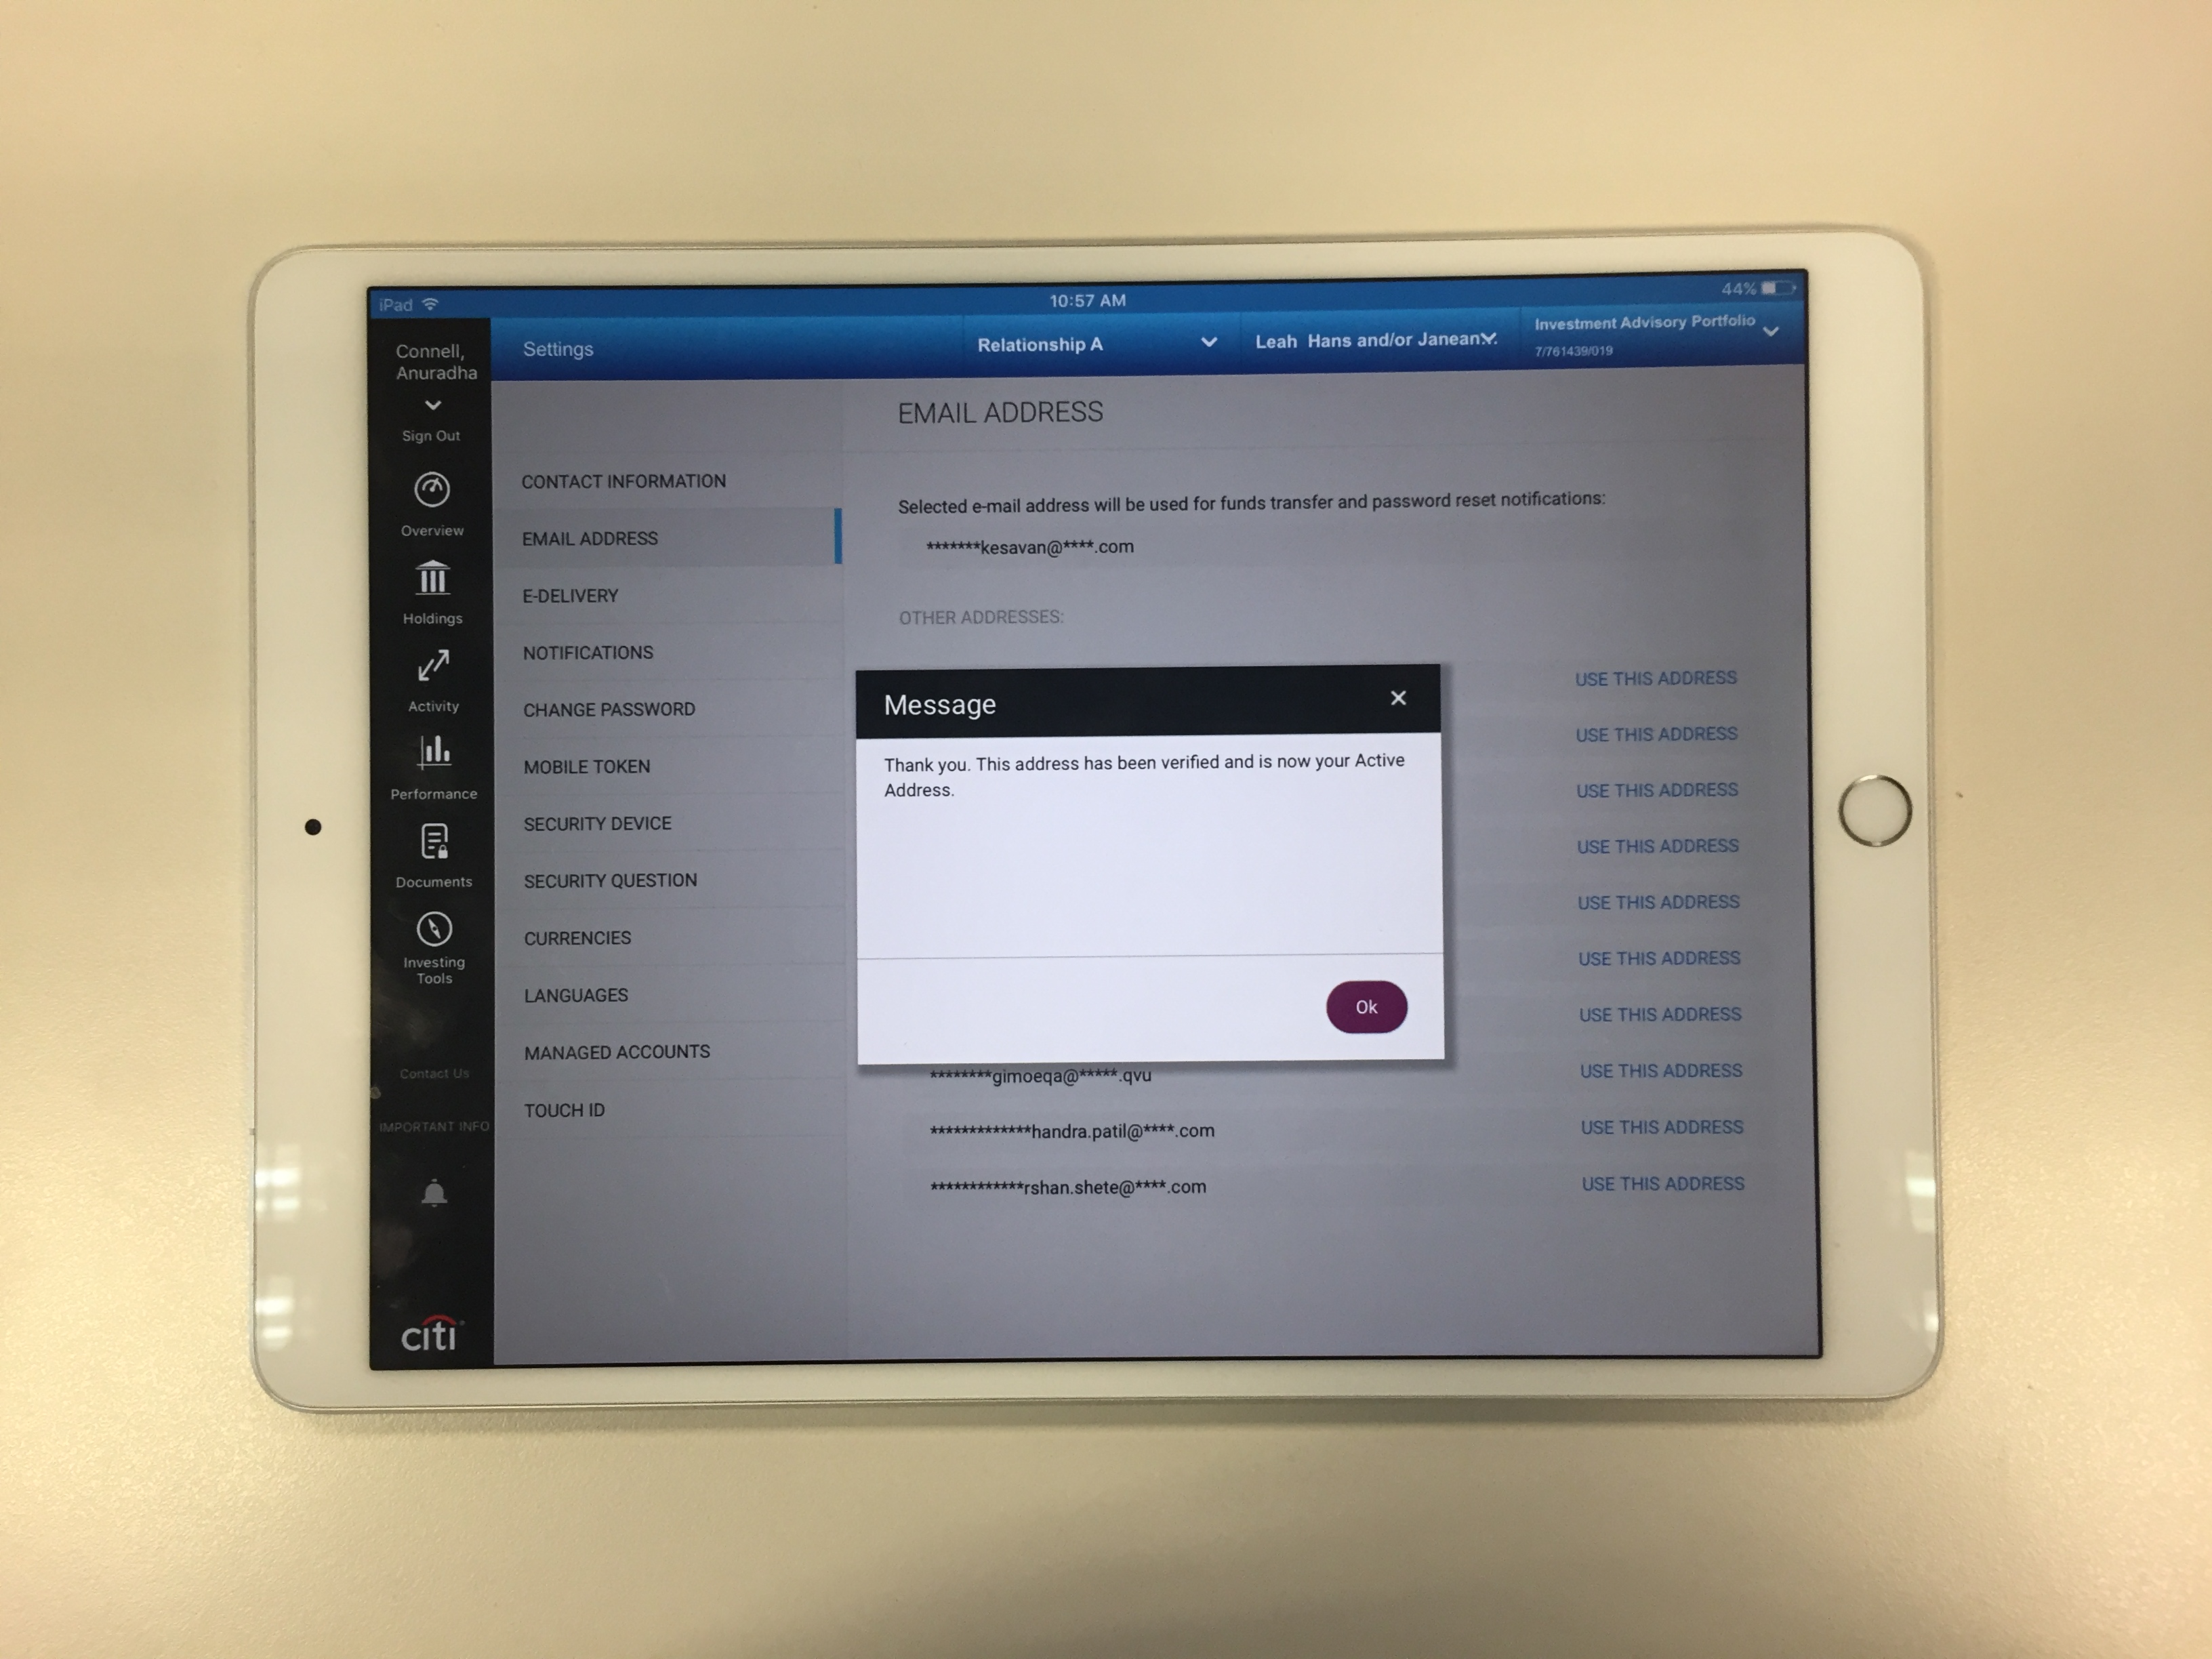 iPad 10:57 AM 44%
Connell, Anuradha
Sign Out
Overview
Holdings
Activity
Performance
Documents
Investing Tools
Contact Us
IMPORTANT INFO
citi
Settings
Relationship A
Leah Hans and/or Janean
Investment Advisory Portfolio
7/761439/019
CONTACT INFORMATION
EMAIL ADDRESS
E-DELIVERY
NOTIFICATIONS
CHANGE PASSWORD
MOBILE TOKEN
SECURITY DEVICE
SECURITY QUESTION
CURRENCIES
LANGUAGES
MANAGED ACCOUNTS
TOUCH ID
EMAIL ADDRESS
Selected e-mail address will be used for funds transfer and password reset notifications:
*******kesavan@****.com
OTHER ADDRESSES:
USE THIS ADDRESS
USE THIS ADDRESS
USE THIS ADDRESS
USE THIS ADDRESS
USE THIS ADDRESS
USE THIS ADDRESS
USE THIS ADDRESS
Message
Thank you. This address has been verified and is now your Active
Address.
Ok
********gimoeqa@*****.qvu USE THIS ADDRESS
************handra.patil@****.com USE THIS ADDRESS
************rshan.shete@****.com USE THIS ADDRESS